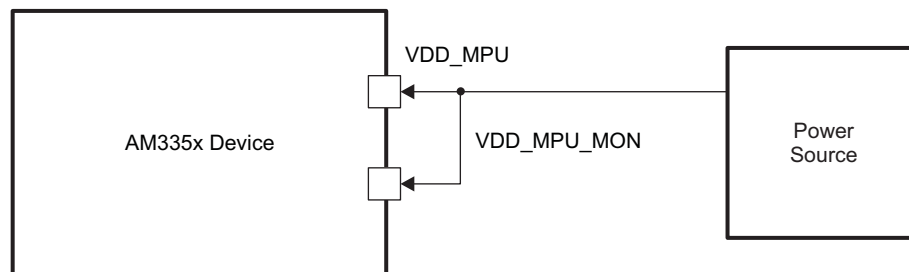 VDD_MPU
AM335x Device
VDD_MPU_MON
Power
Source